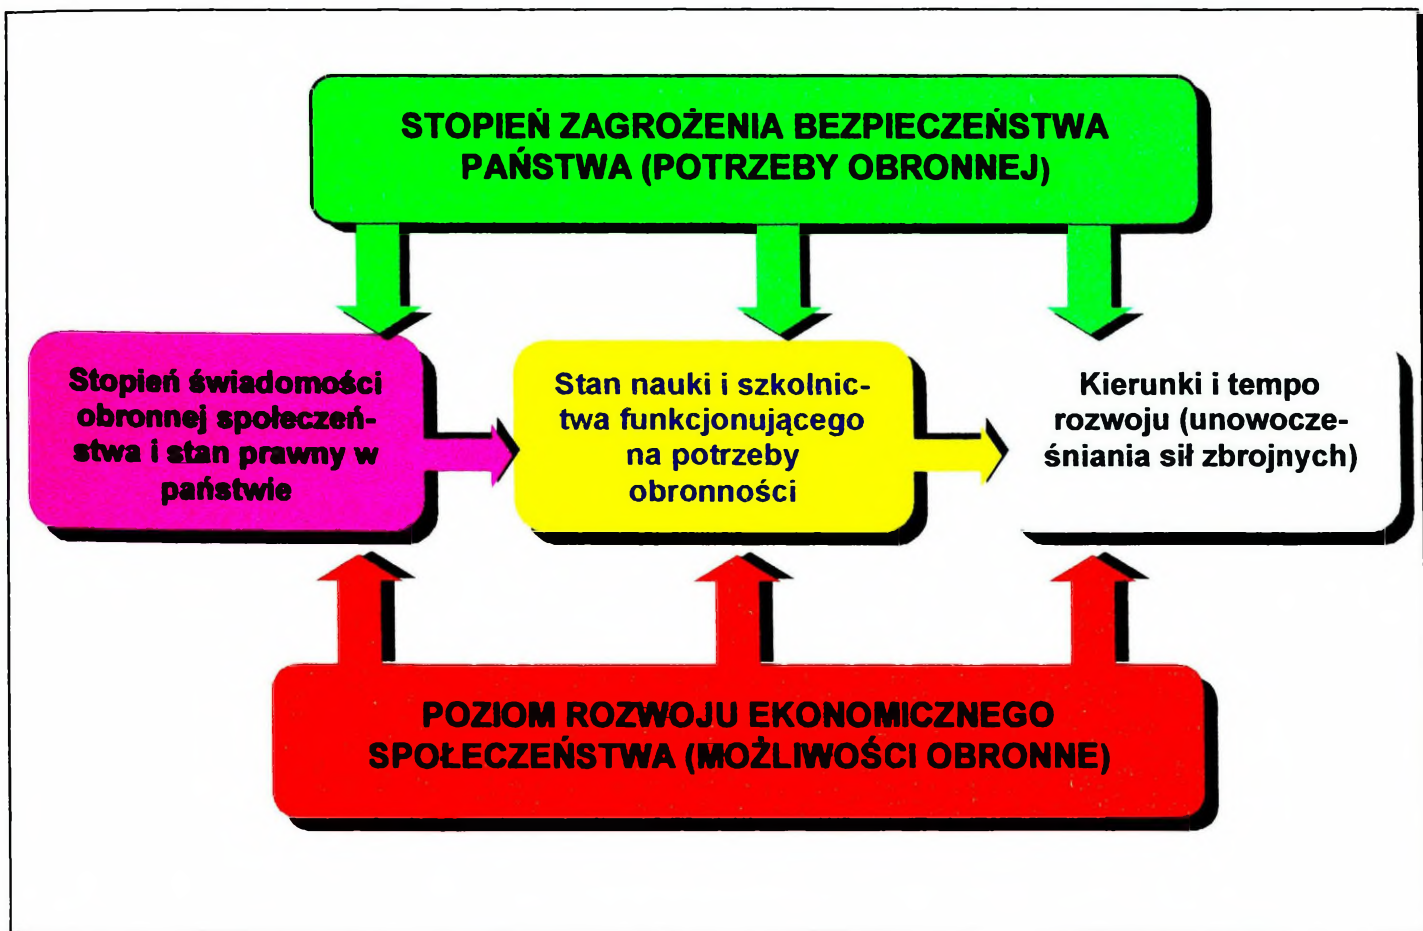 STOPIEŃ ZAGROŻENIA BEZPIECZEŃSTWA
PAŃSTWA (POTRZEBY OBRONNEJ)
Stopień świadomości
obronnej społeczeń-
stwa i stan prawny w
państwie
Stan nauki i szkolnic-
twa funkcjonującego
na potrzeby
obronności
Kierunki i tempo
rozwoju (unowocze-
śniania sił zbrojnych)
POZIOM ROZWOJU EKONOMICZNEGO
SPOŁECZEŃSTWA (MOŻLIWOŚCI OBRONNE)